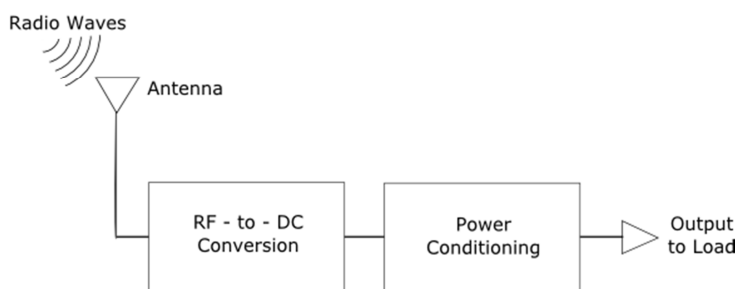 Radio Waves
Antenna
RF - to - DC
Conversion
Power
Conditioning
Output
to Load